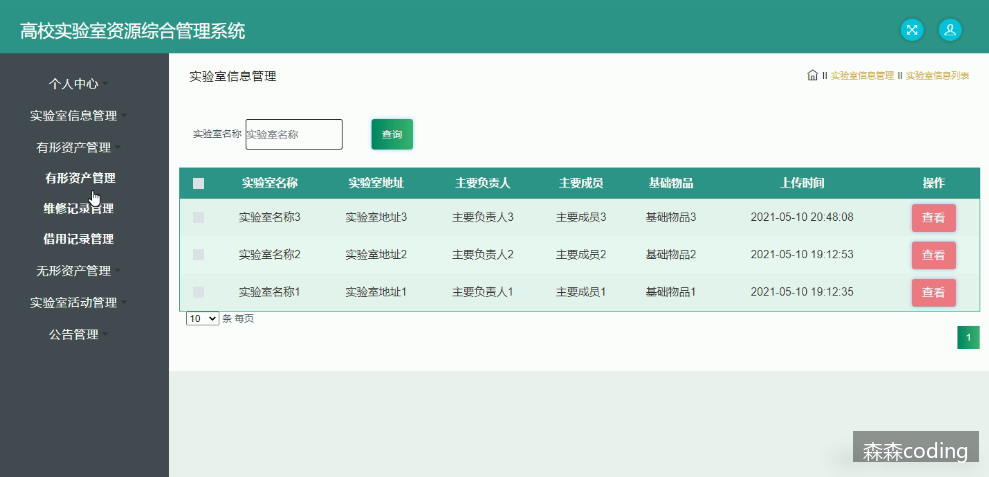 高校实验室资源综合管理系统
个人中心
实验室信息管理
有形资产管理
有形资产管理
维修记录管理
借用记录管理
无形资产管理
实验室活动管理
公告管理
实验室信息管理
II 实验室信息管理 II 实验室信息列表
实验室名称 实验室名称 查询
实验室名称 实验室地址 主要负责人 主要成员 基础物品 上传时间 操作
实验室名称3 实验室地址3 主要负责人3 主要成员3 基础物品3 2021-05-10 20:48:08 查看
实验室名称2 实验室地址2 主要负责人2 主要成员2 基础物品2 2021-05-10 19:12:53 查看
实验室名称1 实验室地址1 主要负责人1 主要成员1 基础物品1 2021-05-10 19:12:35 查看
10 条 每页
1
森森coding